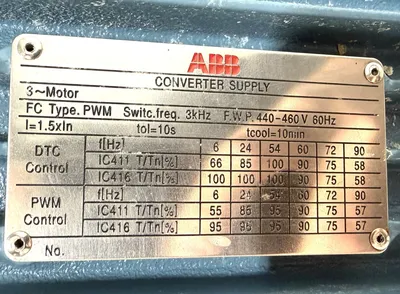 ABB
CONVERTER SUPPLY
3~Motor
FC Type. PWM Switc.freq. 3kHz F.W.P. 440-460 V 60Hz
I=1.5xIn tol=10s tcool=10min
DTC Control f[Hz] 6 24 54 60 72 90
IC411 T/Tn[%] 66 85 100 90 75 58
IC416 T/Tn[%] 100 100 100 90 75 58
PWM Control f[Hz] 6 24 54 60 72 90
IC411 T/Tn[%] 55 85 95 90 75 57
IC416 T/Tn[%] 95 95 95 90 75 57
No.